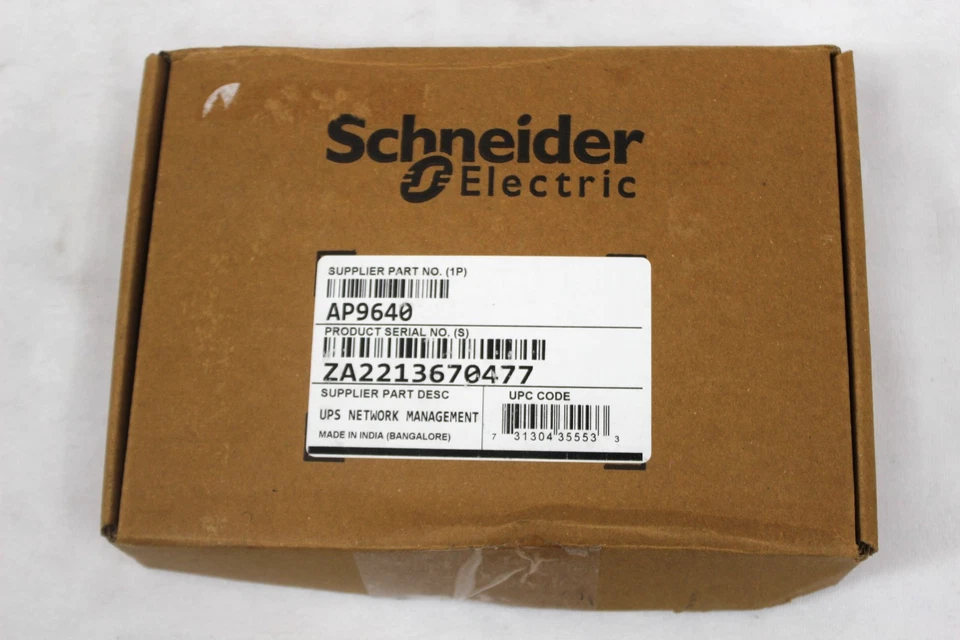 Schneider
Electric
SUPPLIER PART NO. (1P)
AP9640
PRODUCT SERIAL NO. (S)
ZA2213670477
SUPPLIER PART DESC
UPS NETWORK MANAGEMENT
MADE IN INDIA (BANGALORE)
UPC CODE
7 31304 35553 3